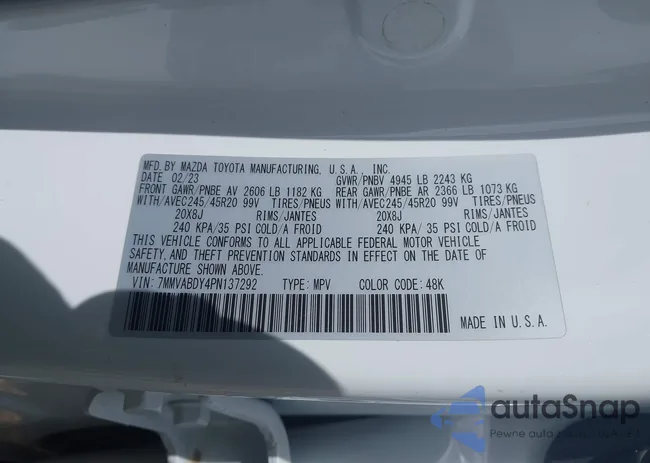 MFD.BY MAZDA TOYOTA MANUFACTURING, U.S.A., INC.
DATE 02/23 GVWR/PNBV 4945 LB 2243 KG
FRONT GAWR/PNBE AV 2606 LB 1182 KG REAR GAWR/PNBE AR 2366 LB 1073 KG
WITH/AVEC245/45R20 99V TIRES/PNEUS WITH/AVEC245/45R20 99V TIRES/PNEUS
20X8J RIMS/JANTES 20X8J RIMS/JANTES
240 KPA/35 PSI COLD/A FROID 240 KPA/35 PSI COLD/A FROID
THIS VEHICLE CONFORMS TO ALL APPLICABLE FEDERAL MOTOR VEHICLE
SAFETY, AND THEFT PREVENTION STANDARDS IN EFFECT ON THE DATE OF
MANUFACTURE SHOWN ABOVE.
VIN: 7MMVABDY4PN137292 TYPE: MPV COLOR CODE: 48K
MADE IN U.S.A.
autoSnap
Pewne auto